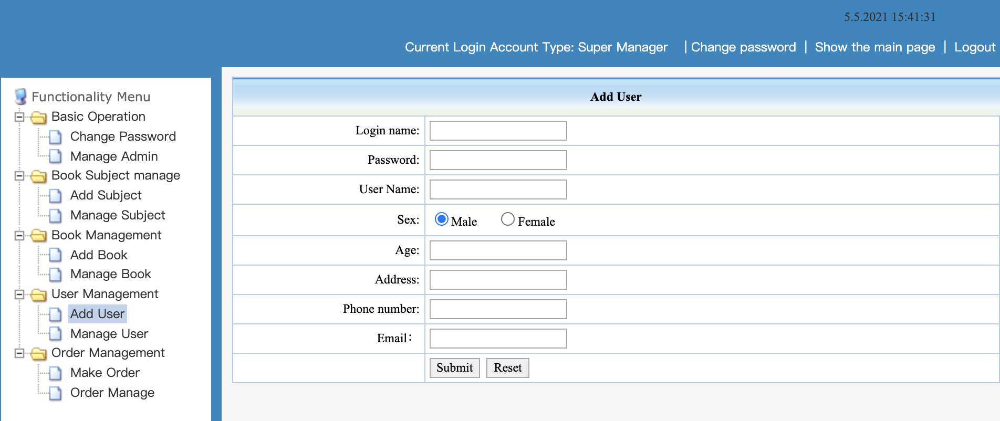 5.5.2021 15:41:31
Current Login Account Type: Super Manager | Change password | Show the main page | Logout
Functionality Menu
Basic Operation
Change Password
Manage Admin
Book Subject manage
Add Subject
Manage Subject
Book Management
Add Book
Manage Book
User Management
Add User
Manage User
Order Management
Make Order
Order Manage
Add User
Login name:
Password:
User Name:
Sex: Male Female
Age:
Address:
Phone number:
Email：
Submit Reset